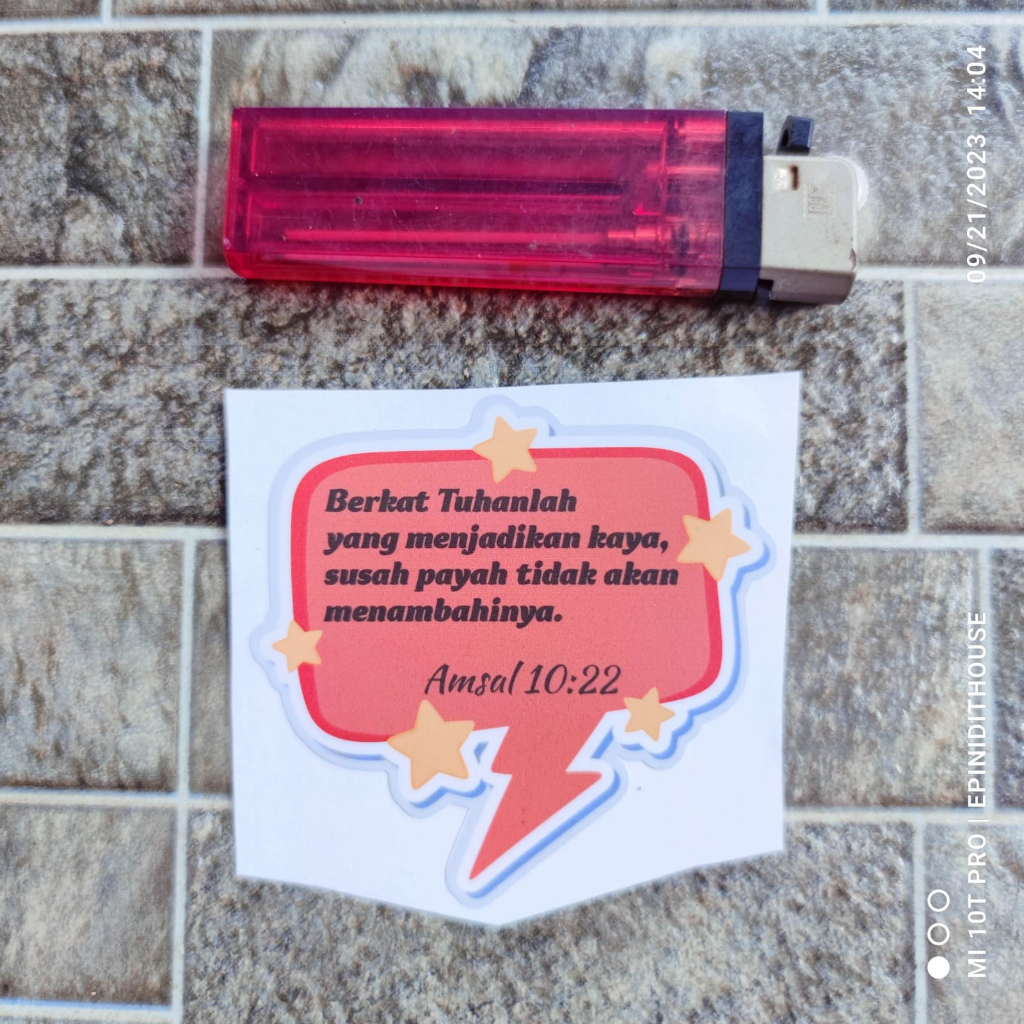 Berkat Tuhanlah
yang menjadikan kaya,
susah payah tidak akan
menambahinya.
Amsal 10:22
09/21/2023 14:04
MI 10T PRO | EPINIDITHOUSE